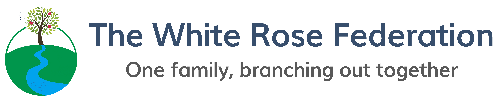 The White Rose Federation
One family, branching out together